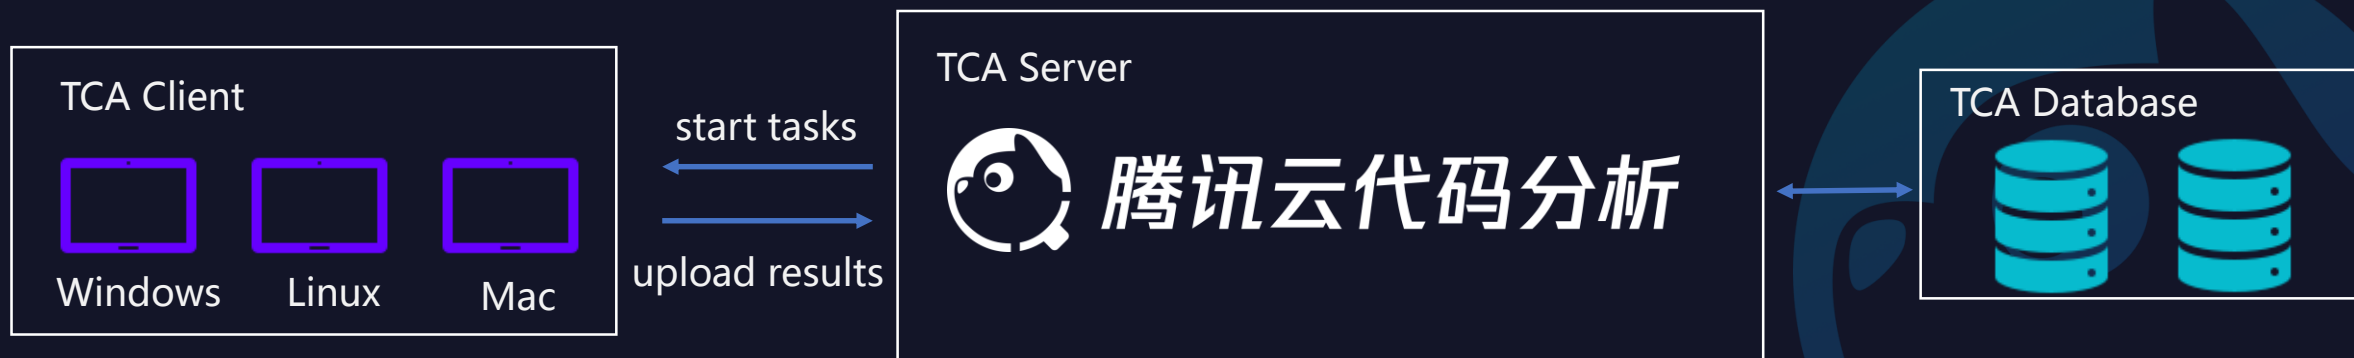 TCA Client
Windows
Linux
Mac
start tasks
upload results
TCA Server
腾讯云代码分析
TCA Database